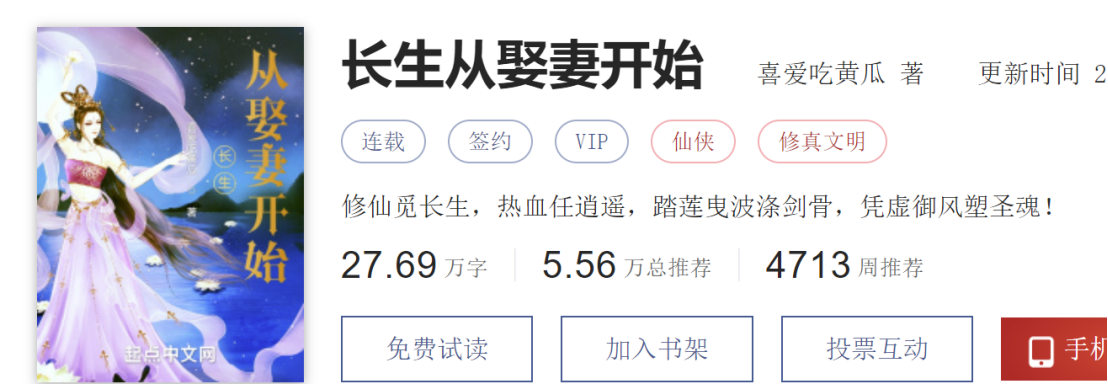 从娶妻开始
长生
著
起点中文网
长生从娶妻开始 喜爱吃黄瓜 著 更新时间 2
连载 签约 VIP 仙侠 修真文明
修仙觅长生，热血任逍遥，踏莲曳波涤剑骨，凭虚御风塑圣魂！
27.69 万字 5.56 万总推荐 4713 周推荐
免费试读 加入书架 投票互动 手机